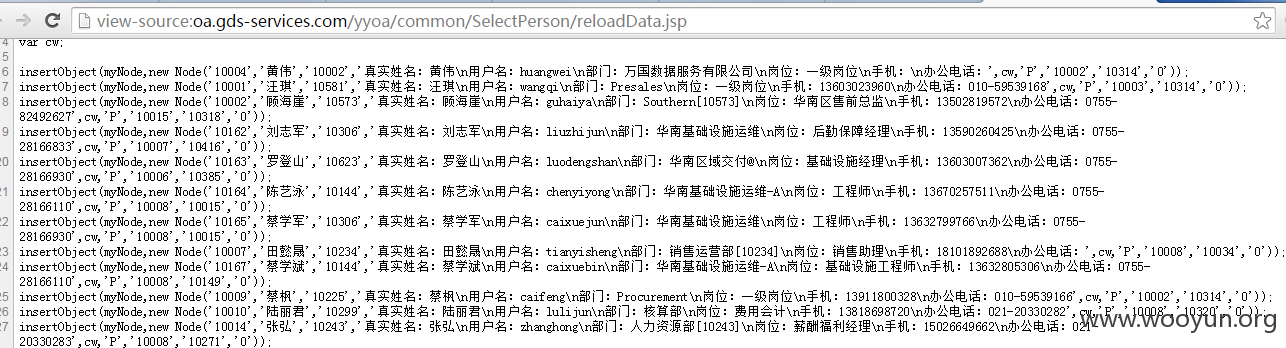 view-source:oa.gds-services.com/yyoa/common/SelectPerson/reloadData.jsp
4 var cw;
5
6 insertObject(myNode,new Node('10004','黄伟','10002','真实姓名: 黄伟\n用户名: huangwei\n部门: 万国数据服务有限公司\n岗位: 一级岗位\n手机: \n办公电话: ',cw,'P','10002','10314','0'));
7 insertObject(myNode,new Node('10001','汪琪','10581','真实姓名: 汪琪\n用户名: wangqi\n部门: Presales\n岗位: 一级岗位\n手机: 13603023960\n办公电话: 010-59539168',cw,'P','10003','10314','0'));
8 insertObject(myNode,new Node('10002','顾海崖','10573','真实姓名: 顾海崖\n用户名: guhaiya\n部门: Southern[10573]\n岗位: 华南区售前总监\n手机: 13502819572\n办公电话: 0755-
82492627',cw,'P','10015','10318','0'));
19 insertObject(myNode,new Node('10162','刘志军','10306','真实姓名: 刘志军\n用户名: liuzhijun\n部门: 华南基础设施运维\n岗位: 后勤保障经理\n手机: 13590260425\n办公电话: 0755-
28166833',cw,'P','10007','10416','0'));
20 insertObject(myNode,new Node('10163','罗登山','10623','真实姓名: 罗登山\n用户名: luodengshan\n部门: 华南区域交付@\n岗位: 基础设施经理\n手机: 13603007362\n办公电话: 0755-
28166930',cw,'P','10006','10385','0'));
21 insertObject(myNode,new Node('10164','陈艺泳','10144','真实姓名: 陈艺泳\n用户名: chenyiyong\n部门: 华南基础设施运维-A\n岗位: 工程师\n手机: 13670257511\n办公电话: 0755-
28166110',cw,'P','10008','10015','0'));
22 insertObject(myNode,new Node('10165','蔡学军','10306','真实姓名: 蔡学军\n用户名: caixuejun\n部门: 华南基础设施运维\n岗位: 工程师\n手机: 13632799766\n办公电话: 0755-
28166930',cw,'P','10008','10015','0'));
23 insertObject(myNode,new Node('10007','田懿晟','10234','真实姓名: 田懿晟\n用户名: tianyisheng\n部门: 销售运营部[10234]\n岗位: 销售助理\n手机: 18101892688\n办公电话: ',cw,'P','10008','10034','0'));
24 insertObject(myNode,new Node('10167','蔡学斌','10144','真实姓名: 蔡学斌\n用户名: caixuebin\n部门: 华南基础设施运维-A\n岗位: 基础设施工程师\n手机: 13632805306\n办公电话: 0755-
28166110',cw,'P','10008','10149','0'));
25 insertObject(myNode,new Node('10009','蔡枫','10225','真实姓名: 蔡枫\n用户名: caifeng\n部门: Procurement\n岗位: 一级岗位\n手机: 13911800328\n办公电话: 010-59539166',cw,'P','10002','10314','0'));
26 insertObject(myNode,new Node('10010','陆丽君','10299','真实姓名: 陆丽君\n用户名: lulijun\n部门: 核算部\n岗位: 费用会计\n手机: 13818698720\n办公电话: 021-20330282',cw,'P','10008','10320','0'));
27 insertObject(myNode,new Node('10014','张弘','10243','真实姓名: 张弘\n用户名: zhanghong\n部门: 人力资源部[10243]\n岗位: 薪酬福利经理\n手机: 15026649662\n办公电话: 021-
20330283',cw,'P','10008','10271','0'));
www.wooyun.org